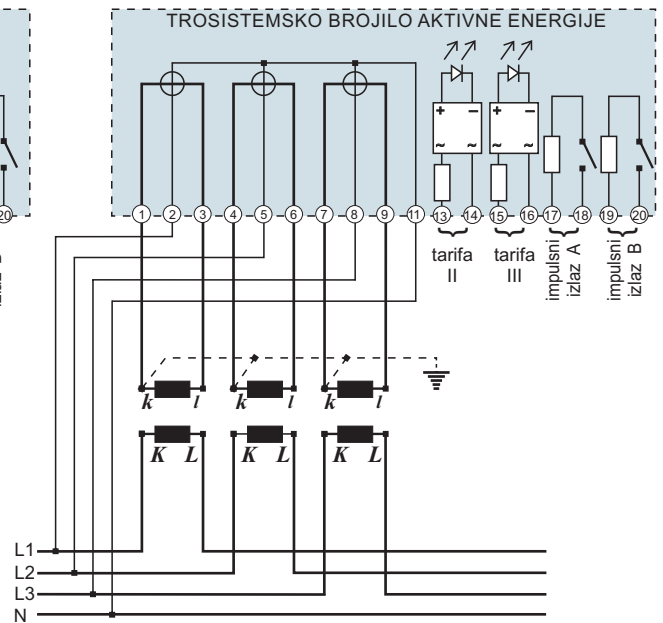 TROSISTEMSKO BROJILO AKTIVNE ENERGIJE
+ − + −
~ ~ ~ ~
20 1 2 3 4 5 6 7 8 9 11 13 14 15 16 17 18 19 20
tarifa II
tarifa III
impulsni izlaz A
impulsni izlaz B
k l k l k l
K L K L K L
L1
L2
L3
N